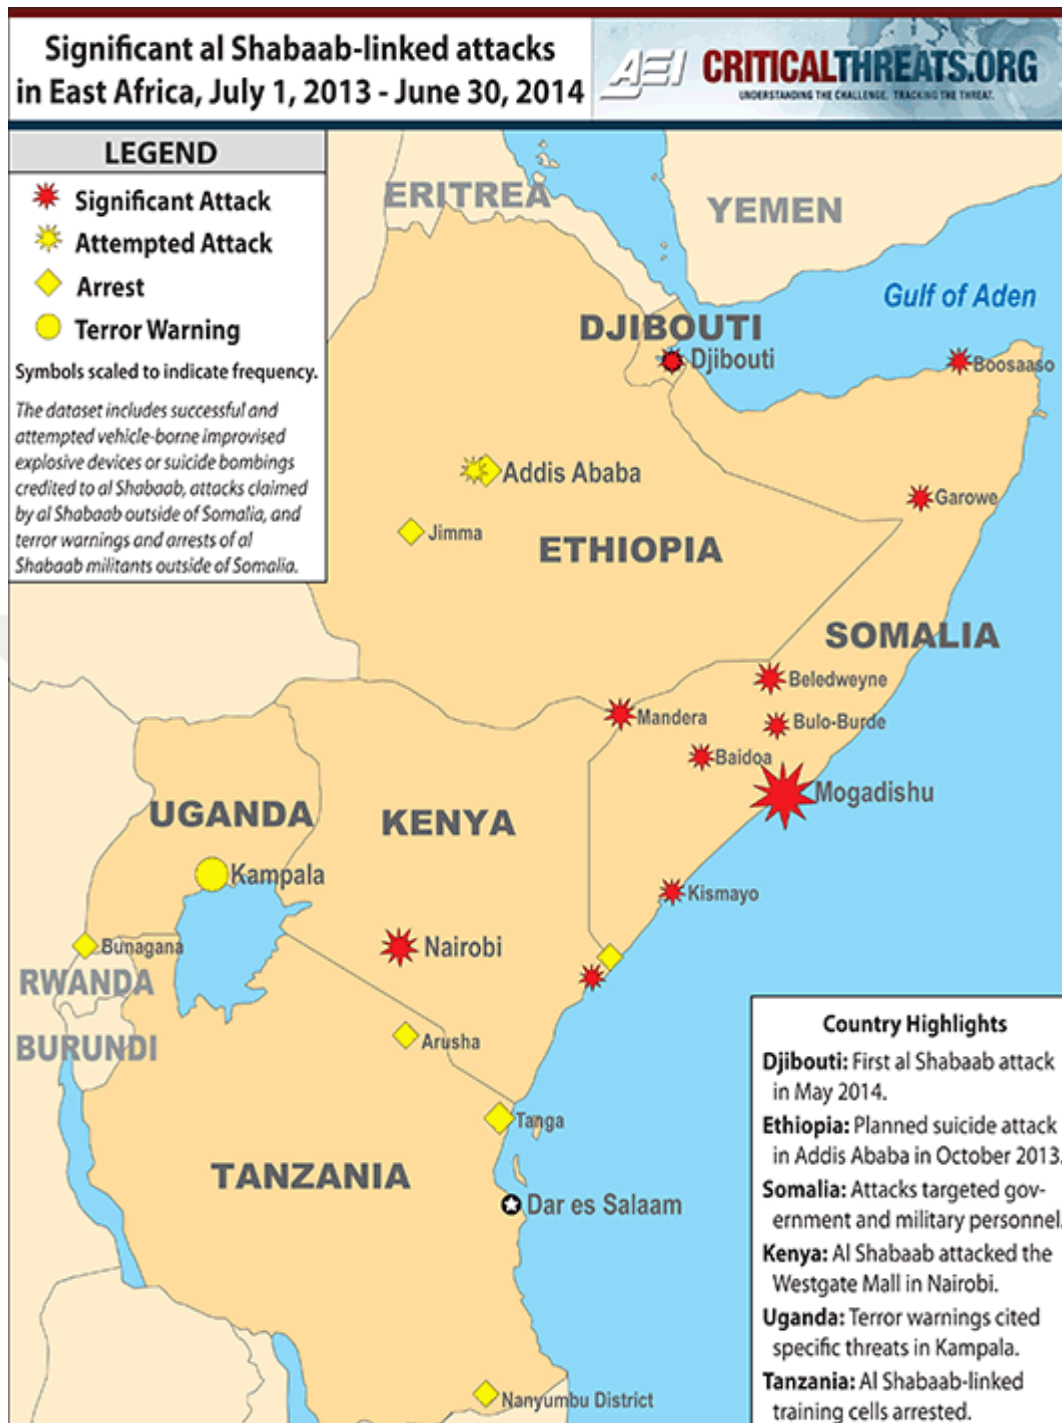 Significant al Shabaab-linked attacks
in East Africa, July 1, 2013 - June 30, 2014
AEI CRITICALTHREATS.ORG
UNDERSTANDING THE CHALLENGE. TRACKING THE THREAT.
LEGEND
Significant Attack
Attempted Attack
Arrest
Terror Warning
Symbols scaled to indicate frequency.
The dataset includes successful and
attempted vehicle-borne improvised
explosive devices or suicide bombings
credited to al Shabaab, attacks claimed
by al Shabaab outside of Somalia, and
terror warnings and arrests of al
Shabaab militants outside of Somalia.
ERITREA
YEMEN
Gulf of Aden
DJIBOUTI
Djibouti
Boosaaso
Addis Ababa
Garowe
Jimma
ETHIOPIA
SOMALIA
Beledweyne
Mandera
Bulo-Burde
Baidoa
Mogadishu
UGANDA
KENYA
Kampala
Kismayo
Bunagana
Nairobi
RWANDA
BURUNDI
Arusha
Tanga
TANZANIA
Dar es Salaam
Nanyumbu District
Country Highlights
Djibouti: First al Shabaab attack
in May 2014.
Ethiopia: Planned suicide attack
in Addis Ababa in October 2013.
Somalia: Attacks targeted gov-
ernment and military personnel.
Kenya: Al Shabaab attacked the
Westgate Mall in Nairobi.
Uganda: Terror warnings cited
specific threats in Kampala.
Tanzania: Al Shabaab-linked
training cells arrested.